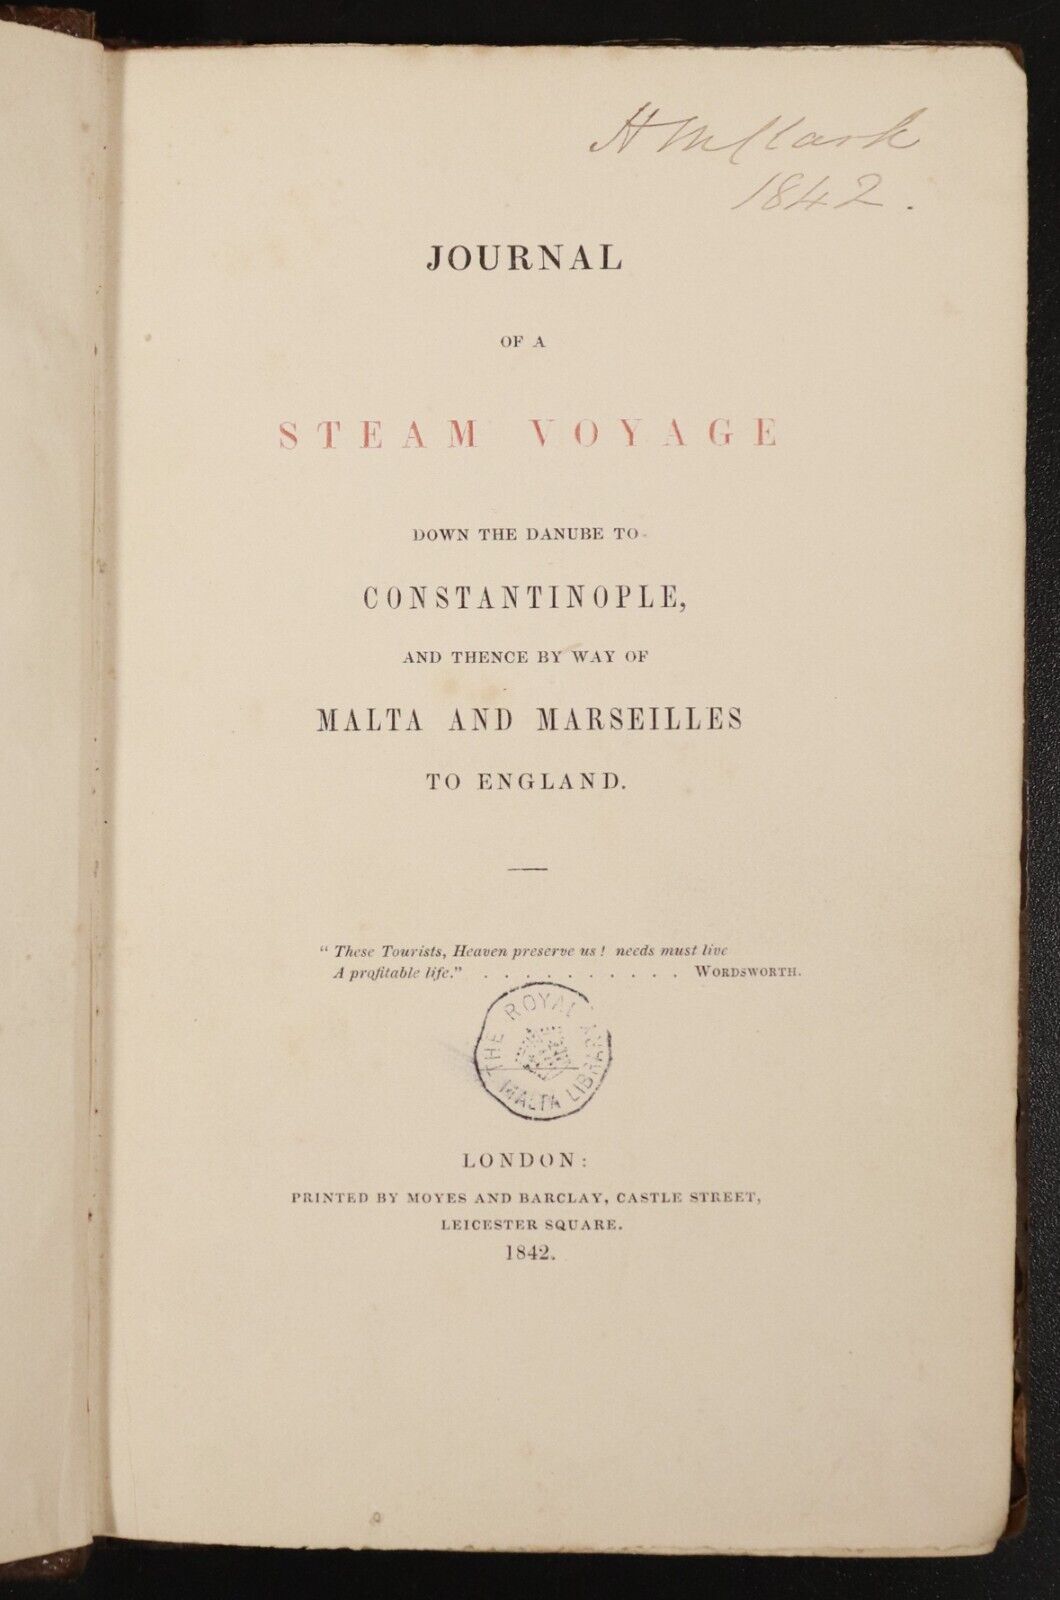 H M Clark
1842.
JOURNAL
OF A
STEAM VOYAGE
DOWN THE DANUBE TO
CONSTANTINOPLE,
AND THENCE BY WAY OF
MALTA AND MARSEILLES
TO ENGLAND.
“These Tourists, Heaven preserve us! needs must live
A profitable life.” . . . . . . . . . . WORDSWORTH.
THE ROYAL
MALTA LIBRARY
LONDON:
PRINTED BY MOYES AND BARCLAY, CASTLE STREET,
LEICESTER SQUARE.
1842.